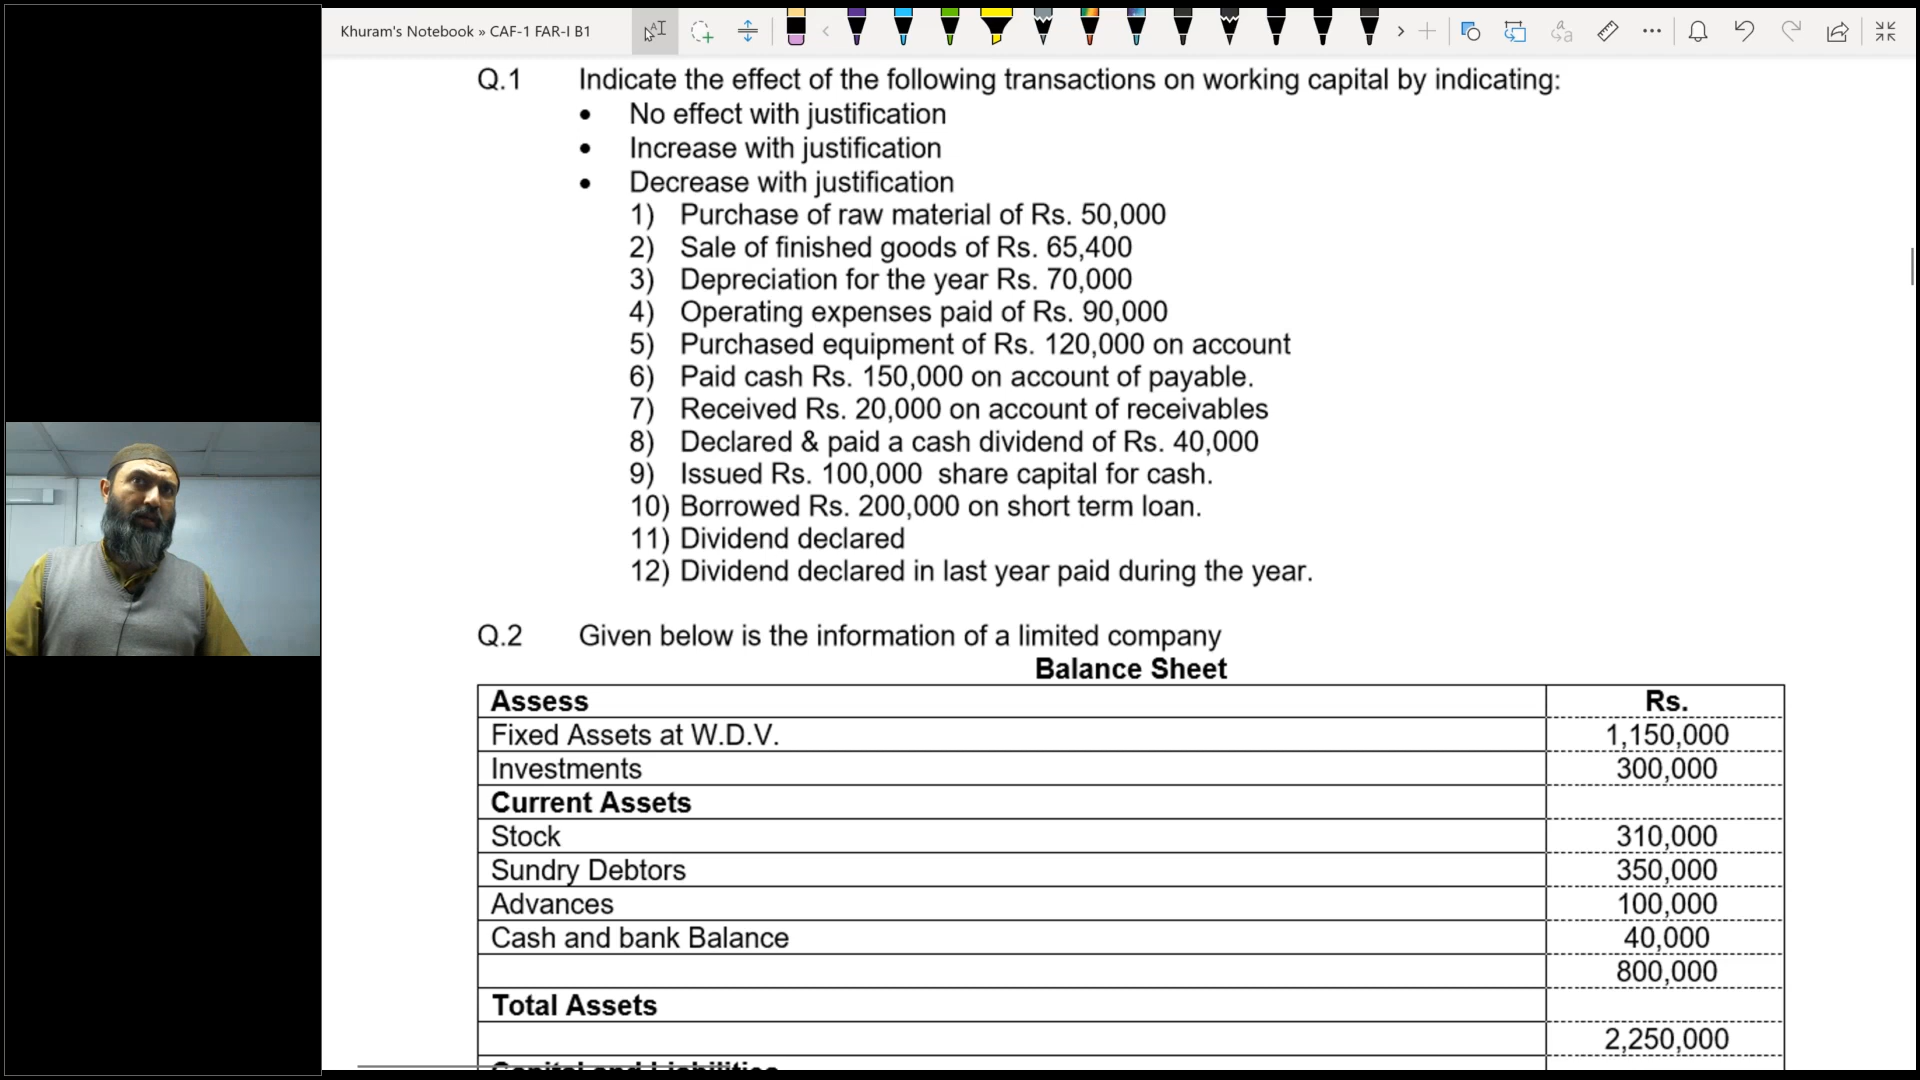 Khuram's Notebook » CAF-1 FAR-I B1
Q.1 Indicate the effect of the following transactions on working capital by indicating:
• No effect with justification
• Increase with justification
• Decrease with justification
1) Purchase of raw material of Rs. 50,000
2) Sale of finished goods of Rs. 65,400
3) Depreciation for the year Rs. 70,000
4) Operating expenses paid of Rs. 90,000
5) Purchased equipment of Rs. 120,000 on account
6) Paid cash Rs. 150,000 on account of payable.
7) Received Rs. 20,000 on account of receivables
8) Declared & paid a cash dividend of Rs. 40,000
9) Issued Rs. 100,000 share capital for cash.
10) Borrowed Rs. 200,000 on short term loan.
11) Dividend declared
12) Dividend declared in last year paid during the year.
Q.2 Given below is the information of a limited company
Balance Sheet
Assess Rs.
Fixed Assets at W.D.V. 1,150,000
Investments 300,000
Current Assets
Stock 310,000
Sundry Debtors 350,000
Advances 100,000
Cash and bank Balance 40,000
800,000
Total Assets
2,250,000
Capital and Liabilities